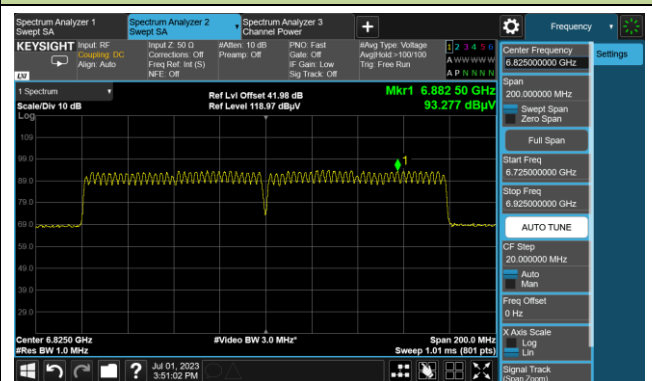 Spectrum Analyzer 1
Swept SA
Spectrum Analyzer 2
Swept SA
Spectrum Analyzer 3
Channel Power
Frequency
KEYSIGHT
Input: RF
Coupling: DC
Align: Auto
Input Z: 50 Ω
Corrections: Off
Freq Ref: Int (S)
NFE: Off
#Atten: 10 dB
Preamp: Off
PNO: Fast
Gate: Off
IF Gain: Low
Sig Track: Off
#Avg Type: Voltage
Avg|Hold:>100/100
Trig: Free Run
1 2 3 4 5 6
A W W W W W
A P N N N N
LXI
1 Spectrum
Scale/Div 10 dB
Log
Ref Lvl Offset 41.98 dB
Ref Level 118.97 dBµV
Mkr1 6.882 50 GHz
93.277 dBµV
109
99.0
89.0
79.0
69.0
59.0
49.0
39.0
29.0
1
Center 6.8250 GHz
#Res BW 1.0 MHz
#Video BW 3.0 MHz*
Span 200.0 MHz
Sweep 1.01 ms (801 pts)
Jul 01, 2023
3:51:02 PM
Center Frequency
6.825000000 GHz
Settings
Span
200.000000 MHz
Swept Span
Zero Span
Full Span
Start Freq
6.725000000 GHz
Stop Freq
6.925000000 GHz
AUTO TUNE
CF Step
20.000000 MHz
Auto
Man
Freq Offset
0 Hz
X Axis Scale
Log
Lin
Signal Track
(Span Zoom)